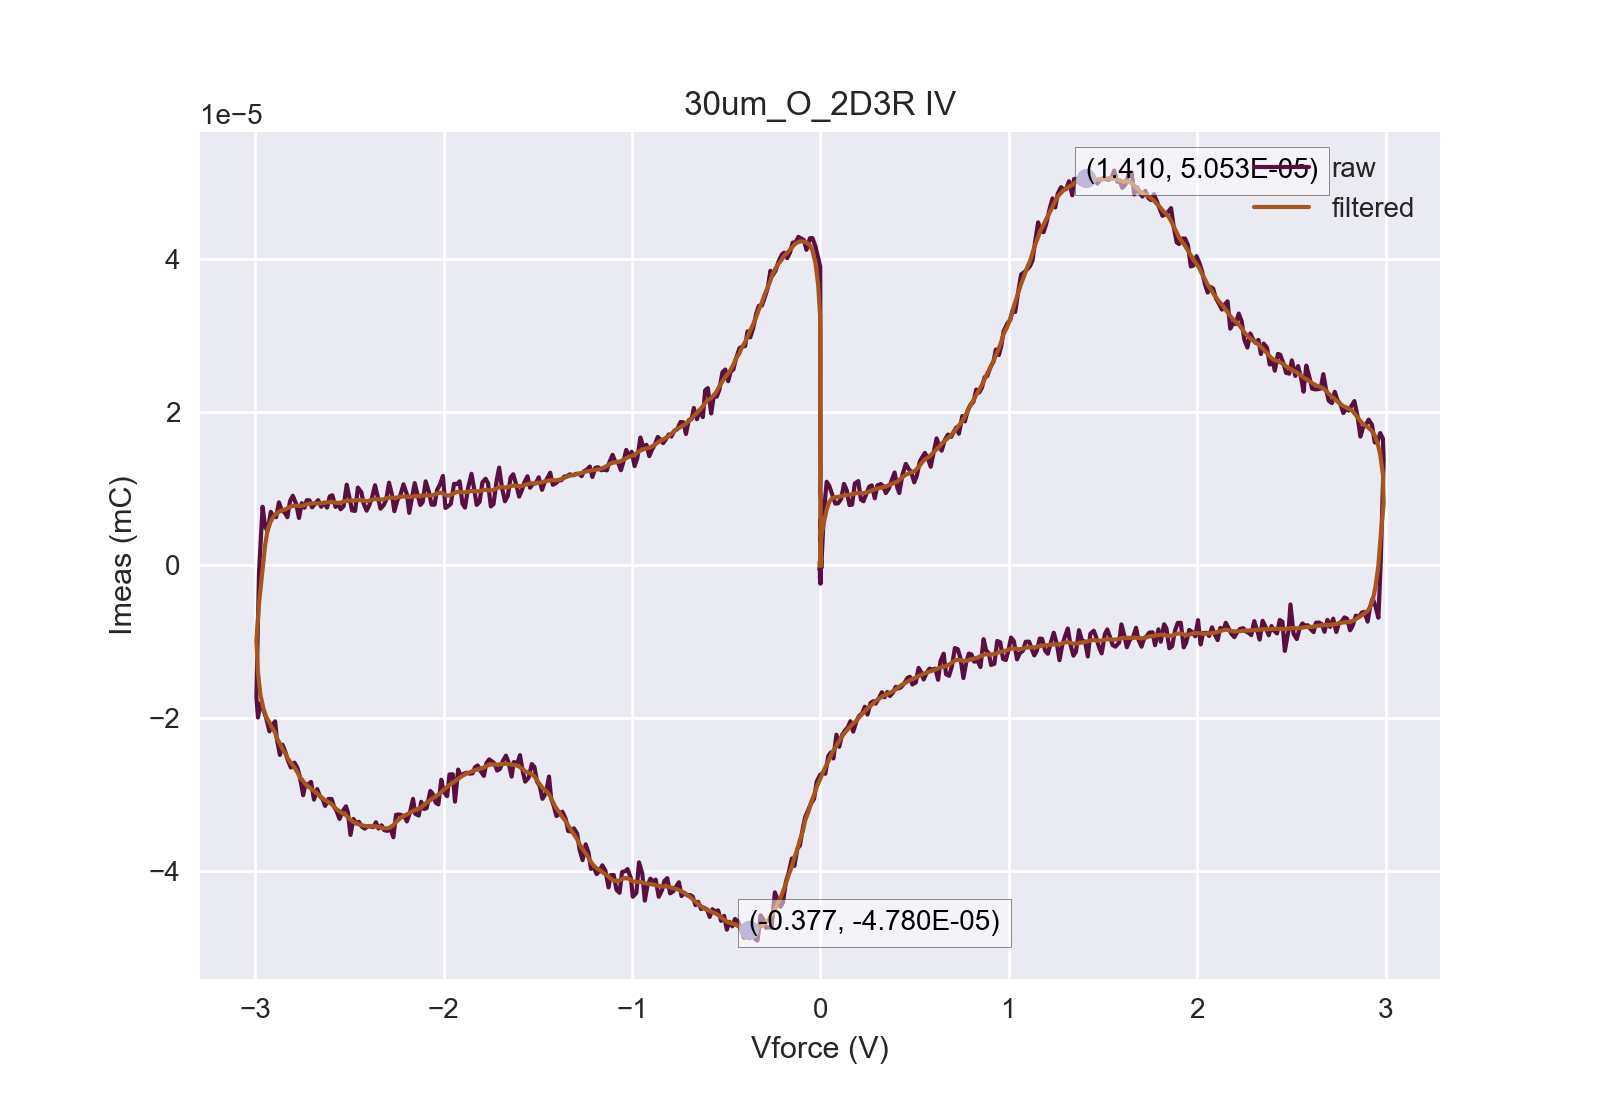 30um_O_2D3R IV
1e−5
(1.410, 5.053E-05)
raw
filtered
4
2
0
−2
−4
Imeas (mC)
(-0.377, -4.780E-05)
−3
−2
−1
0
1
2
3
Vforce (V)